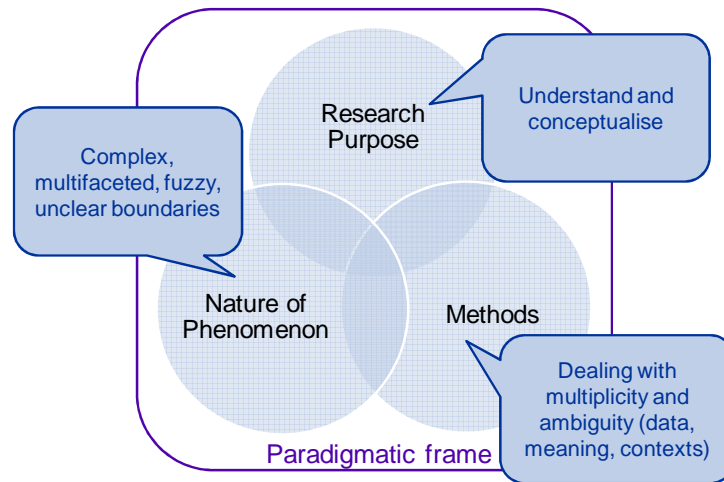 Research
Purpose
Understand and
conceptualise
Complex,
multifaceted, fuzzy,
unclear boundaries
Nature of
Phenomenon
Methods
Dealing with
multiplicity and
ambiguity (data,
meaning, contexts)
Paradigmatic frame